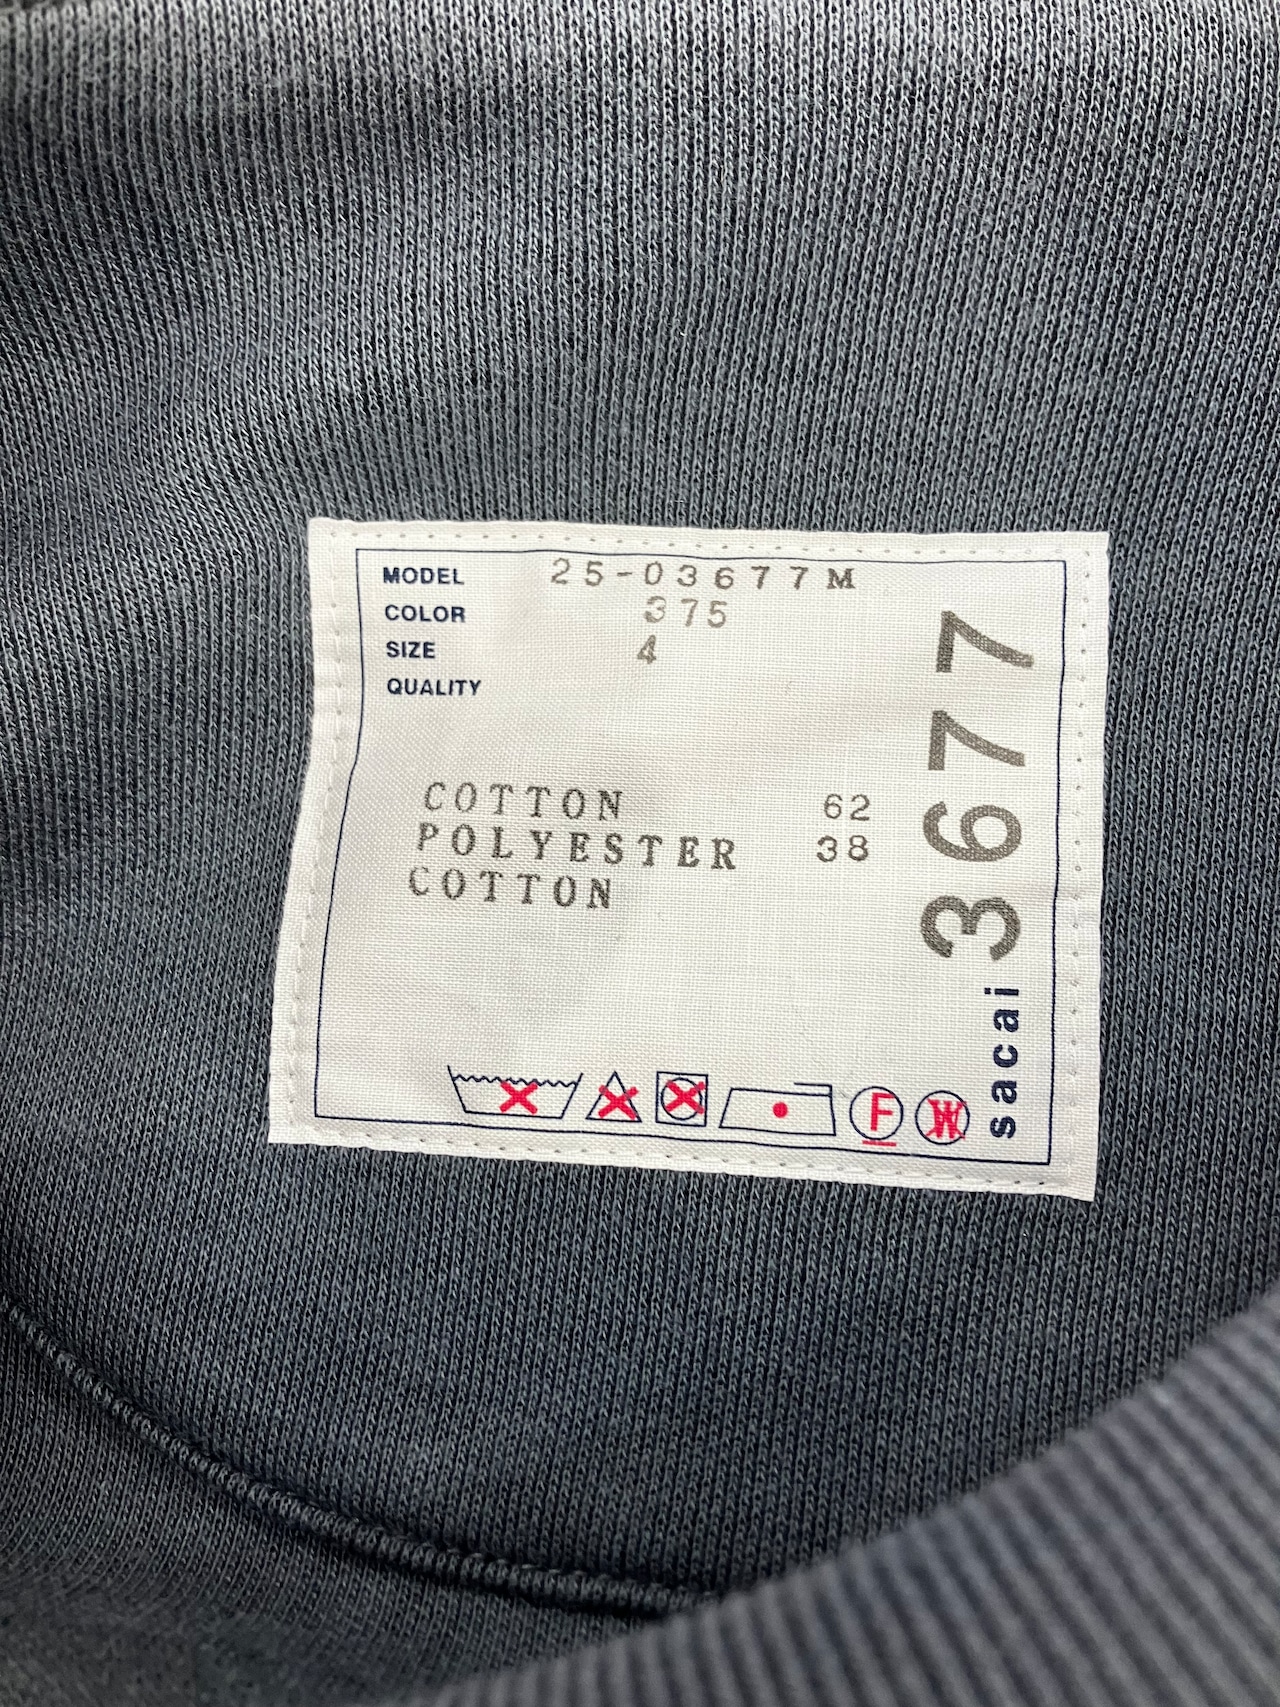 MODEL 25-03677M
COLOR 375
SIZE 4
QUALITY
COTTON 62
POLYESTER 38
COTTON
F
W
sacai 3677